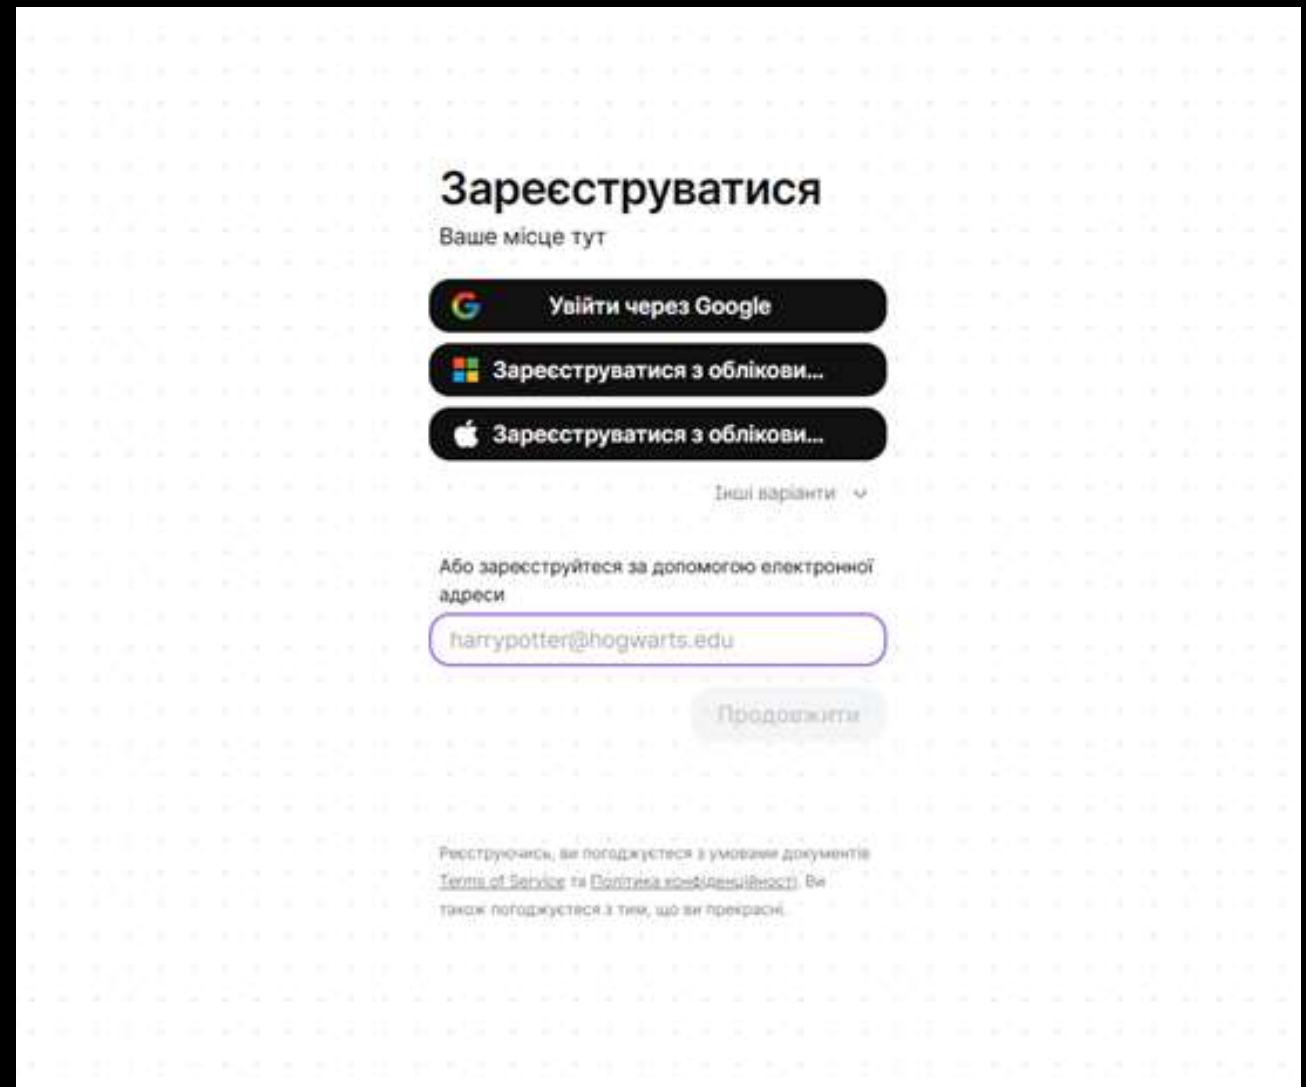 Зареєструватися
Ваше місце тут
Увійти через Google
Зареєструватися з облікови...
Зареєструватися з облікови...
Інші варіанти
Або зареєструйтеся за допомогою електронної
адреси
harrypotter@hogwarts.edu
Продовжити
Реєструючись, ви погоджуєтеся з умовами документів
Terms of Service та Політика конфіденційності. Ви
також погоджуєтеся з тим, що ви прекрасні.